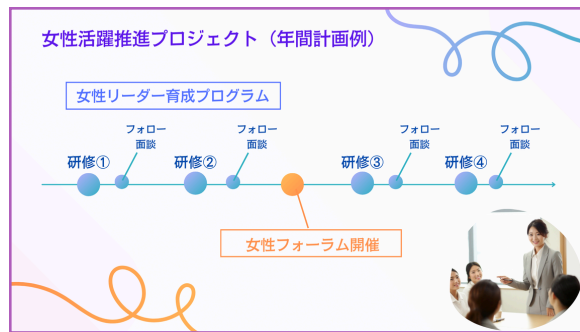 女性活躍推進プロジェクト（年間計画例）
女性リーダー育成プログラム
研修①
フォロー
面談
研修②
フォロー
面談
研修③
フォロー
面談
研修④
フォロー
面談
女性フォーラム開催